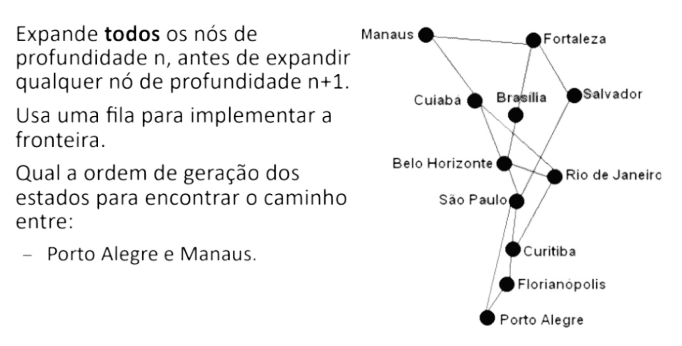 Expande todos os nós de
profundidade n, antes de expandir
qualquer nó de profundidade n+1.
Usa uma fila para implementar a
fronteira.
Qual a ordem de geração dos
estados para encontrar o caminho
entre:
– Porto Alegre e Manaus.
Manaus
Fortaleza
Cuiabá
Brasília
Salvador
Belo Horizonte
Rio de Janeirc
São Paulo
Curitiba
Florianópolis
Porto Alegre